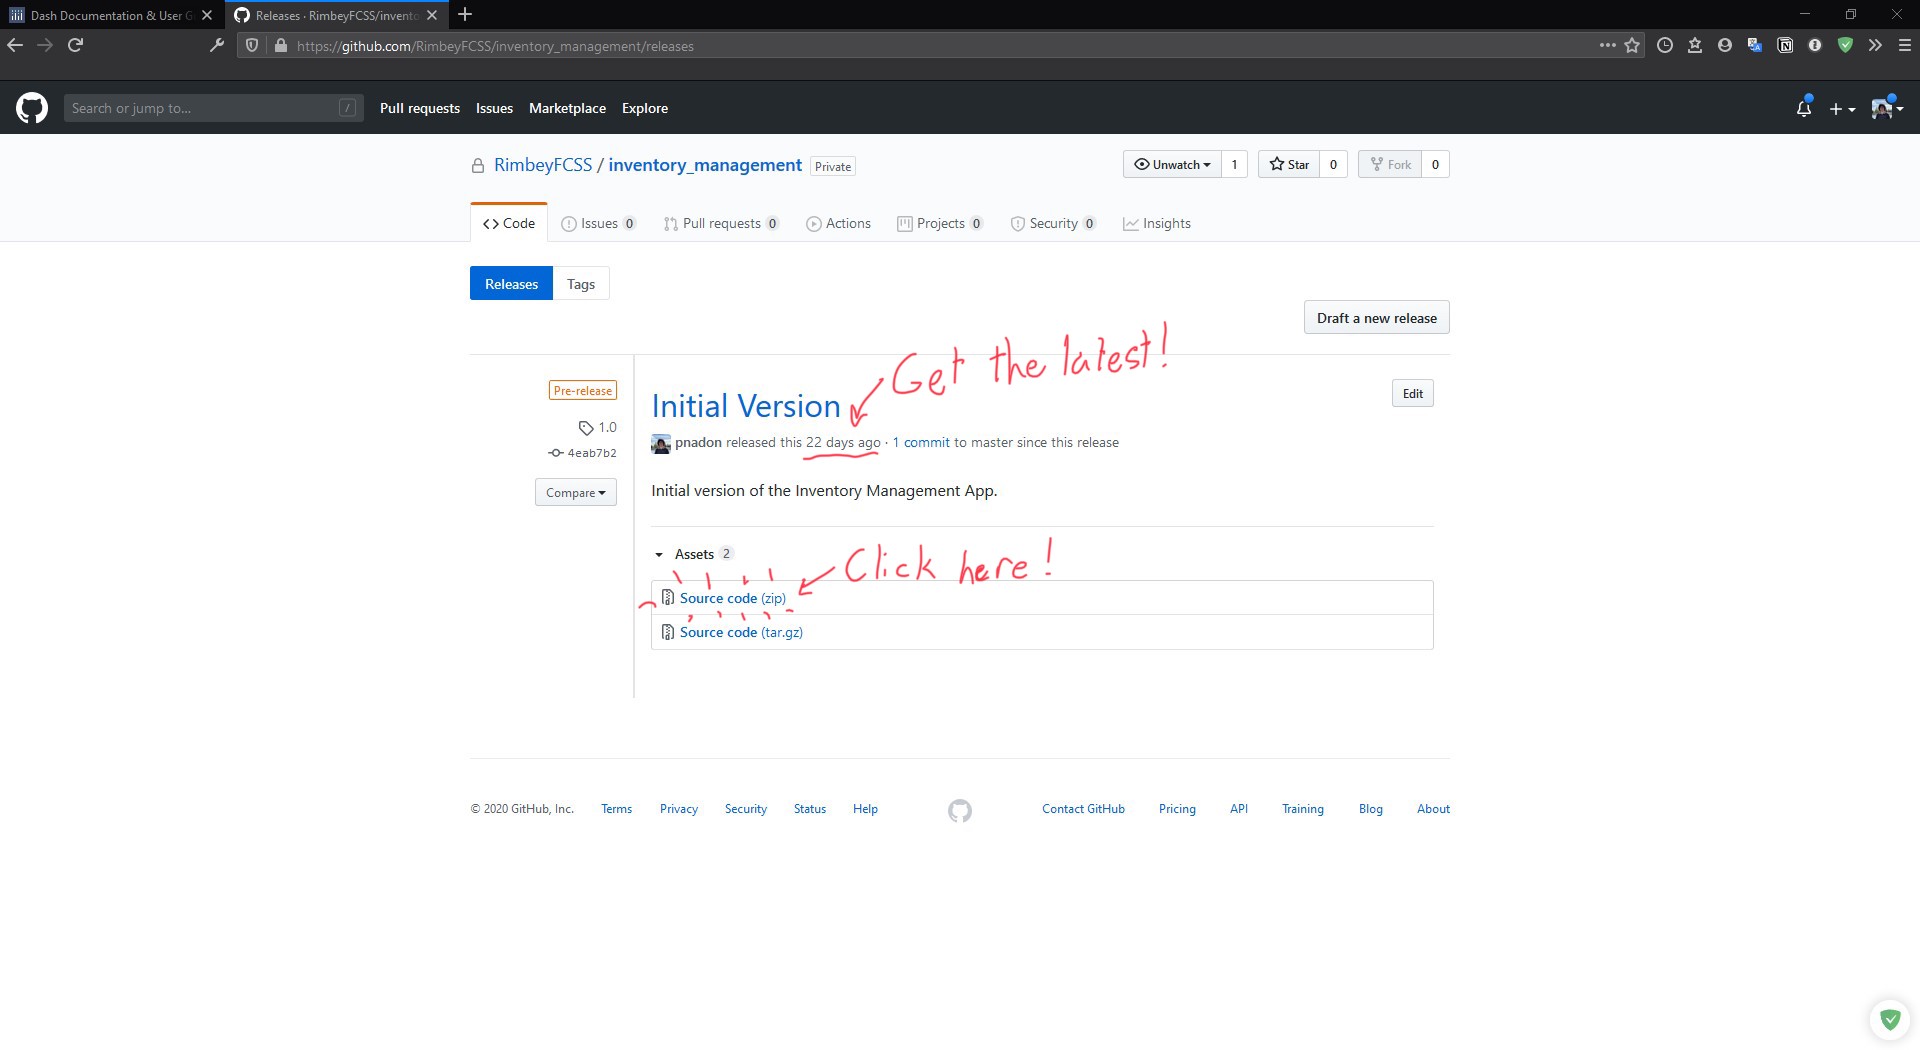 Dash Documentation & User G
Releases · RimbeyFCSS/invento
https://github.com/RimbeyFCSS/inventory_management/releases
Search or jump to...
/
Pull requests
Issues
Marketplace
Explore
RimbeyFCSS / inventory_management
Private
Unwatch
1
Star
0
Fork
0
Code
Issues 0
Pull requests 0
Actions
Projects 0
Security 0
Insights
Releases
Tags
Draft a new release
Get the latest!
Pre-release
Initial Version
Edit
1.0
pnadon released this 22 days ago · 1 commit to master since this release
4eab7b2
Compare
Initial version of the Inventory Management App.
Assets 2
Click here!
Source code (zip)
Source code (tar.gz)
© 2020 GitHub, Inc.
Terms
Privacy
Security
Status
Help
Contact GitHub
Pricing
API
Training
Blog
About